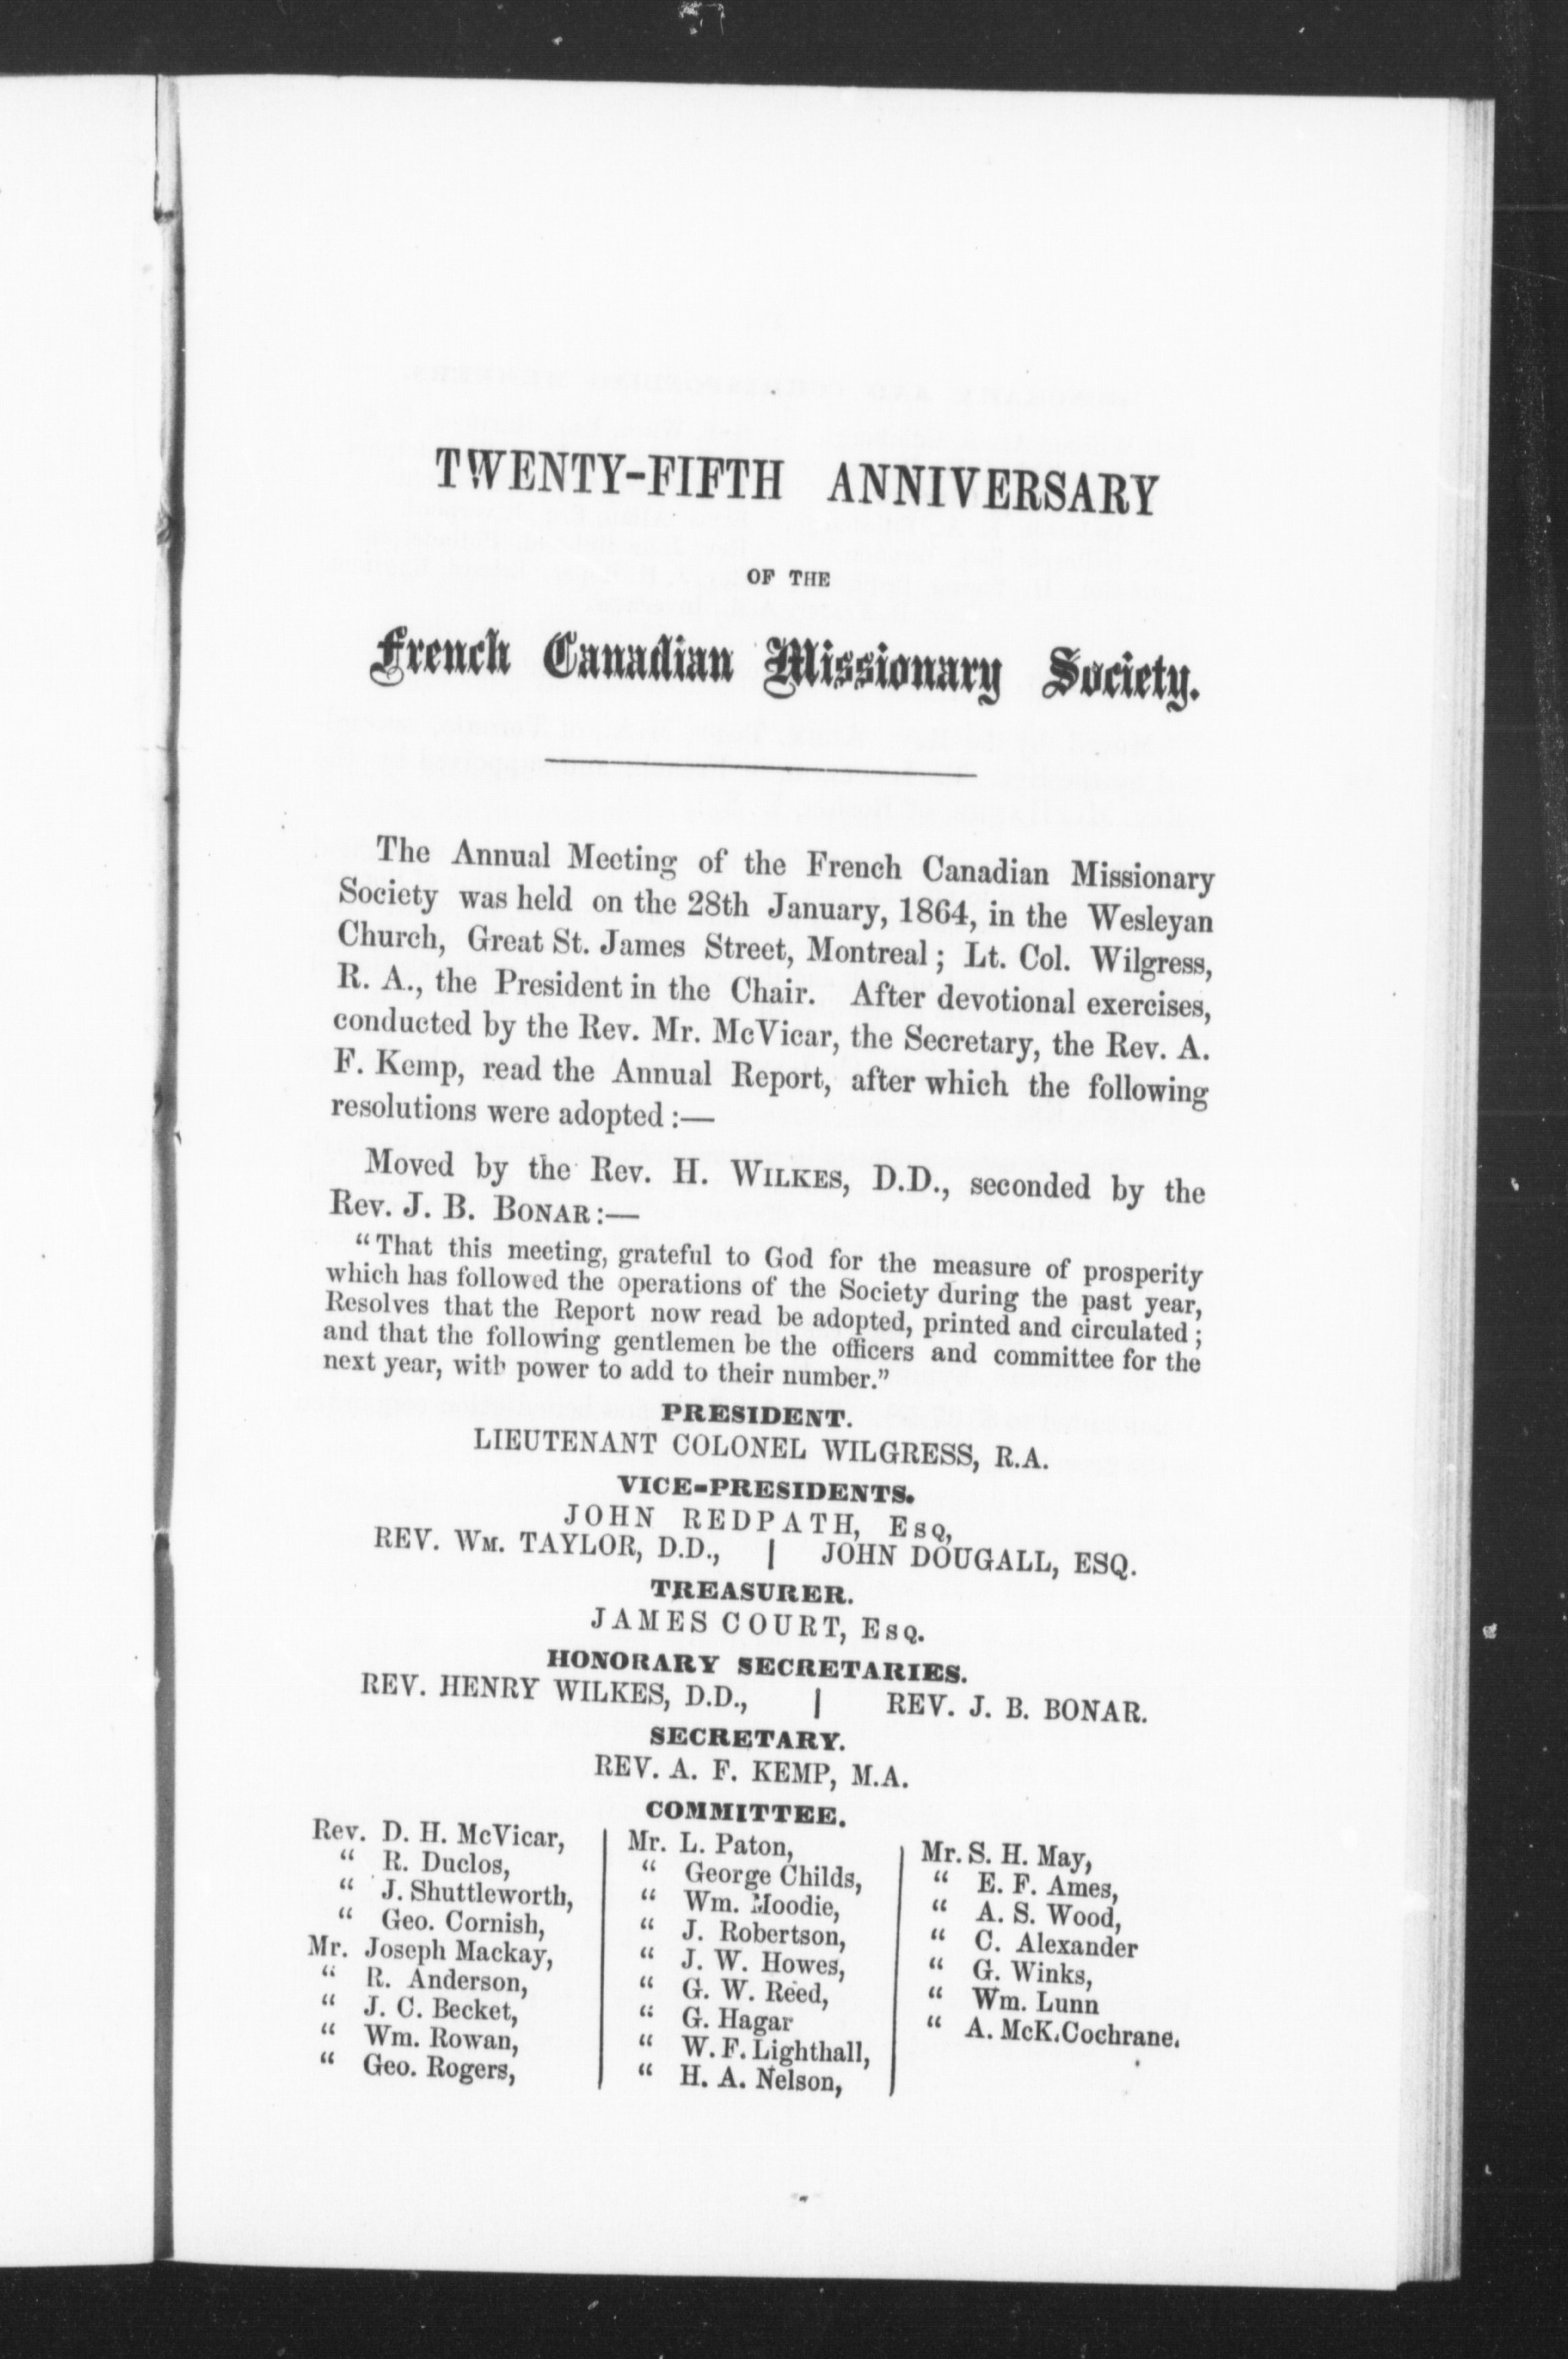 TWENTY-FIFTH ANNIVERSARY
OF THE
French Canadian Missionary Society.
The Annual Meeting of the French Canadian Missionary
Society was held on the 28th January, 1864, in the Wesleyan
Church, Great St. James Street, Montreal; Lt. Col. Wilgress,
R. A., the President in the Chair. After devotional exercises,
conducted by the Rev. Mr. McVicar, the Secretary, the Rev. A.
F. Kemp, read the Annual Report, after which the following
resolutions were adopted:—
Moved by the Rev. H. WILKES, D.D., seconded by the
Rev. J. B. BONAR:—
"That this meeting, grateful to God for the measure of prosperity
which has followed the operations of the Society during the past year,
Resolves that the Report now read be adopted, printed and circulated;
and that the following gentlemen be the officers and committee for the
next year, with power to add to their number."
PRESIDENT.
LIEUTENANT COLONEL WILGRESS, R.A.
VICE-PRESIDENTS.
JOHN REDPATH, ESQ,
REV. WM. TAYLOR, D.D., | JOHN DOUGALL, ESQ.
TREASURER.
JAMES COURT, ESQ.
HONORARY SECRETARIES.
REV. HENRY WILKES, D.D., | REV. J. B. BONAR.
SECRETARY.
REV. A. F. KEMP, M.A.
COMMITTEE.
Rev. D. H. McVicar,
" R. Duclos,
" J. Shuttleworth,
" Geo. Cornish,
Mr. Joseph Mackay,
" R. Anderson,
" J. C. Becket,
" Wm. Rowan,
" Geo. Rogers,
Mr. L. Paton,
" George Childs,
" Wm. Moodie,
" J. Robertson,
" J. W. Howes,
" G. W. Reed,
" G. Hagar
" W. F. Lighthall,
" H. A. Nelson,
Mr. S. H. May,
" E. F. Ames,
" A. S. Wood,
" C. Alexander
" G. Winks,
" Wm. Lunn
" A. McK. Cochrane.